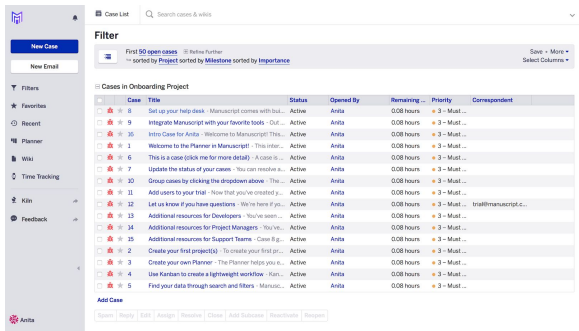 Case List
Search cases & wikis
New Case
New Email
Filters
Favorites
Recent
Planner
Wiki
Time Tracking
Kiln
Feedback
Anita
Filter
First 50 open cases Refine Further
sorted by Project sorted by Milestone sorted by Importance
Save • More
Select Columns
Cases in Onboarding Project
Case Title Status Opened By Remaining ... Priority Correspondent
8 Set up your help desk - Manuscript comes with bui... Active Anita 0.08 hours 3 – Must ...
9 Integrate Manuscript with your favorite tools - Out ... Active Anita 0.08 hours 3 – Must ...
16 Intro Case for Anita - Welcome to Manuscript! This... Active Anita 0.08 hours 3 – Must ...
1 Welcome to the Planner in Manuscript! - This inter... Active Anita 0.08 hours 3 – Must ...
6 This is a case (click me for more detail) - A case is ... Active Anita 0.08 hours 3 – Must ...
7 Update the status of your cases - You can resolve a... Active Anita 0.08 hours 3 – Must ...
10 Group cases by clicking the dropdown above - The ... Active Anita 0.08 hours 3 – Must ...
11 Add users to your trial - Now that you've created y... Active Anita 0.08 hours 3 – Must ...
12 Let us know if you have questions - We're here if yo... Active Anita 0.08 hours 3 – Must ... trial@manuscript.c...
13 Additional resources for Developers - You've seen ... Active Anita 0.08 hours 3 – Must ...
14 Additional resources for Project Managers - You've... Active Anita 0.08 hours 3 – Must ...
15 Additional resources for Support Teams - Case 8 g... Active Anita 0.08 hours 3 – Must ...
2 Create your first project(s) - To create your first pr... Active Anita 0.08 hours 3 – Must ...
3 Create your own Planner - The Planner helps you e... Active Anita 0.08 hours 3 – Must ...
4 Use Kanban to create a lightweight workflow - Kan... Active Anita 0.08 hours 3 – Must ...
5 Find your data through search and filters - Manusc... Active Anita 0.08 hours 3 – Must ...
Add Case
Spam Reply Edit Assign Resolve Close Add Subcase Reactivate Recipes